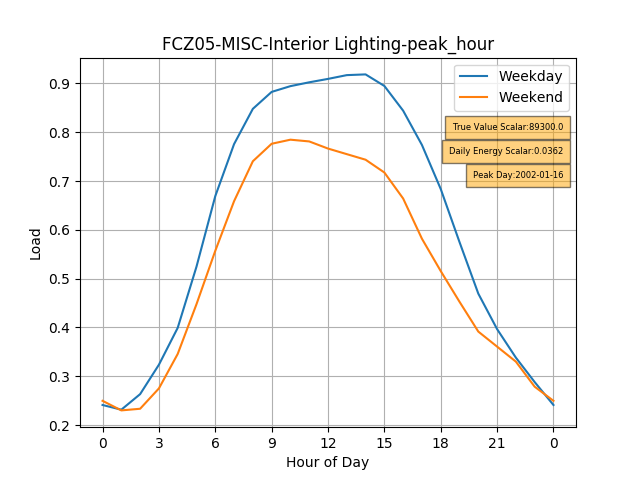 FCZ05-MISC-Interior Lighting-peak_hour
Weekday
Weekend
True Value Scalar:89300.0
Daily Energy Scalar:0.0362
Peak Day:2002-01-16
Load
0.9
0.8
0.7
0.6
0.5
0.4
0.3
0.2
0 3 6 9 12 15 18 21 0
Hour of Day